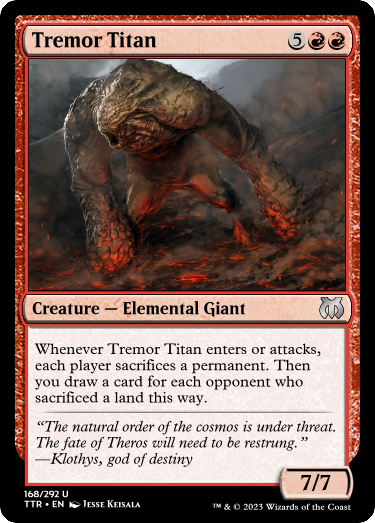 Tremor Titan 5
Creature — Elemental Giant
Whenever Tremor Titan enters or attacks,
each player sacrifices a permanent. Then
you draw a card for each opponent who
sacrificed a land this way.
“The natural order of the cosmos is under threat.
The fate of Theros will need to be restrung.”
—Klothys, god of destiny
7/7
168/292 U
TTR • EN Jesse Keisala
™ & © 2023 Wizards of the Coast